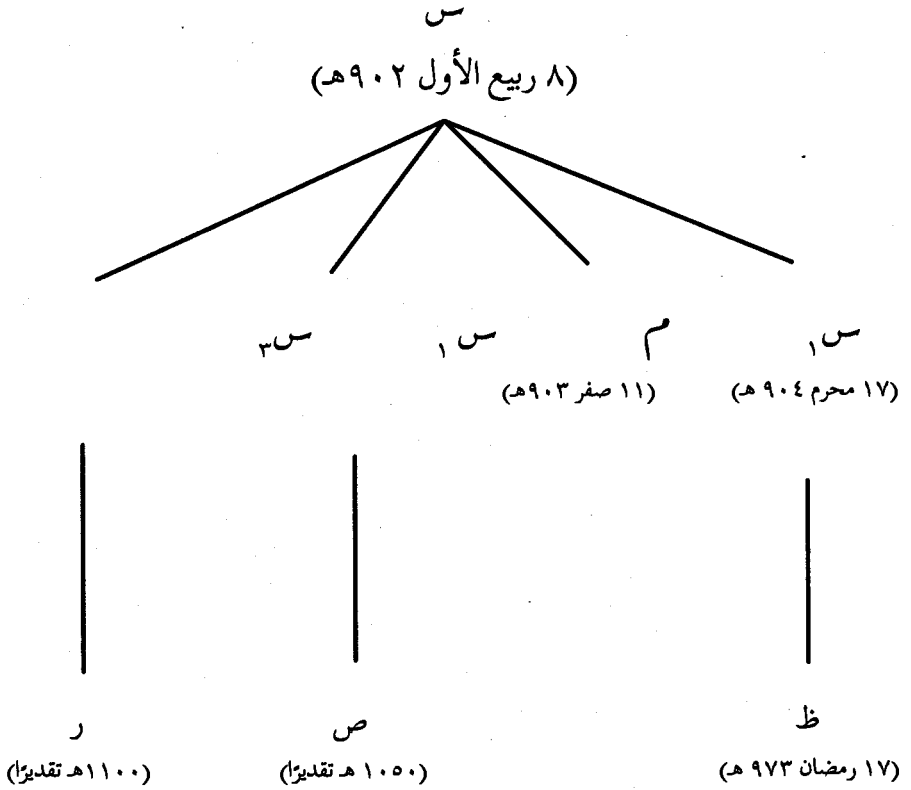 س
(٨ ربيع الأول ٩٠٢هـ)
س١ م س١ س٣
(١٧ محرم ٩٠٤ هـ) (١١ صفر ٩٠٣هـ)
ظ ص ر
(١٧ رمضان ٩٧٣ هـ) (١٠٥٠ هـ تقديرًا) (١١٠٠هـ تقديرًا)